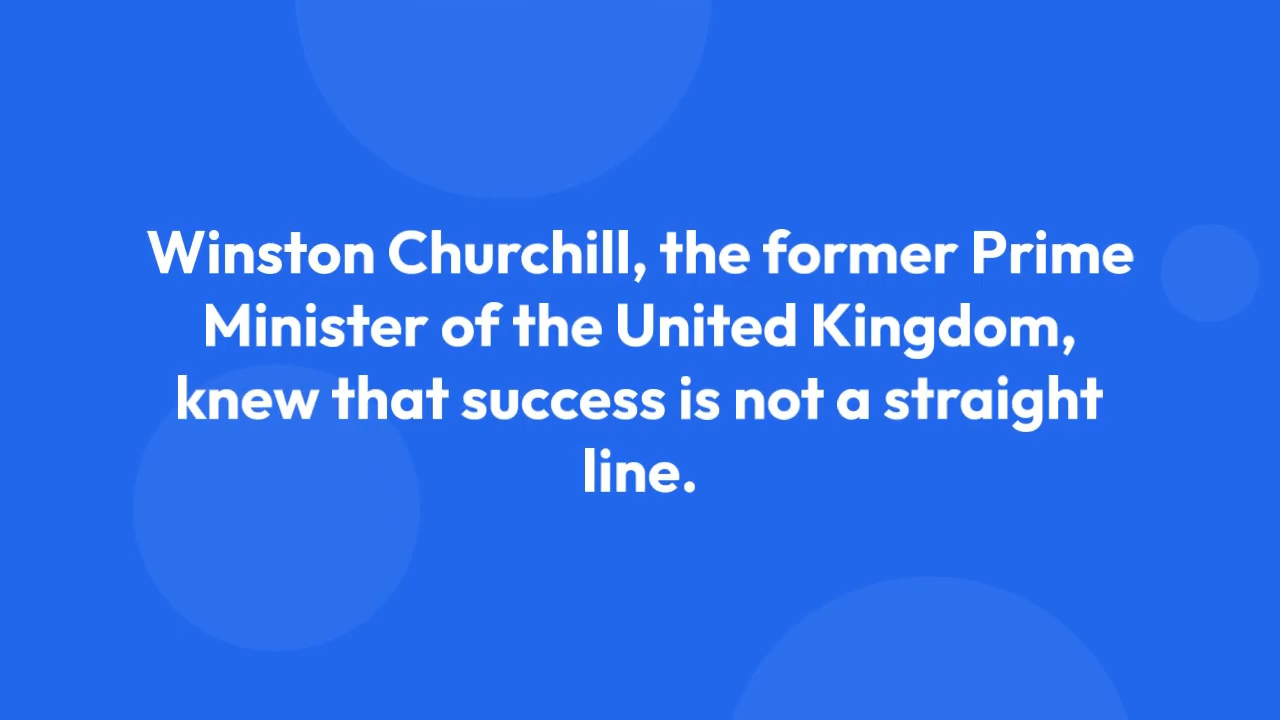 Winston Churchill, the former Prime
Minister of the United Kingdom,
knew that success is not a straight
line.